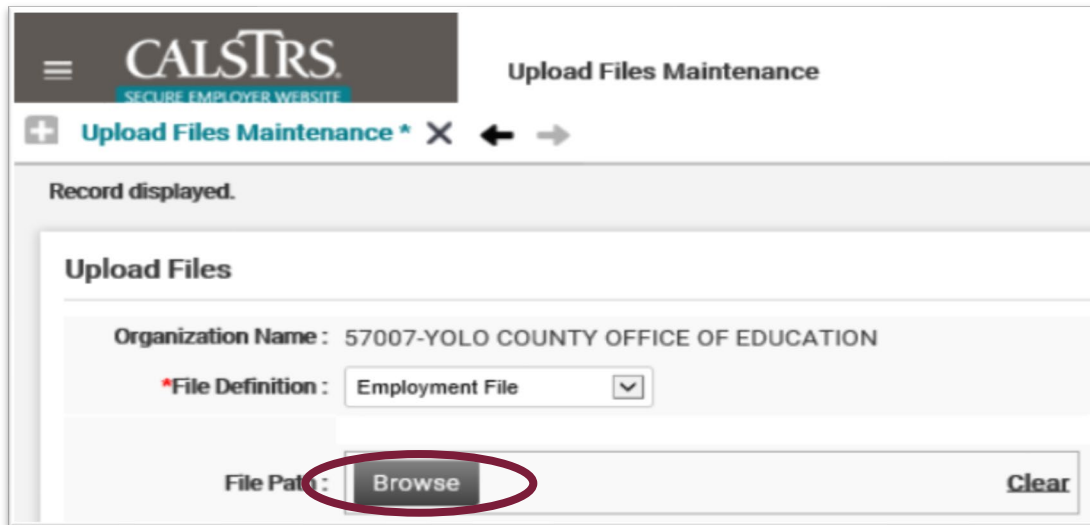 CALSTRS.
SECURE EMPLOYER WEBSITE
Upload Files Maintenance
Upload Files Maintenance *
Record displayed.
Upload Files
Organization Name : 57007-YOLO COUNTY OFFICE OF EDUCATION
*File Definition : Employment File
File Path : Browse Clear